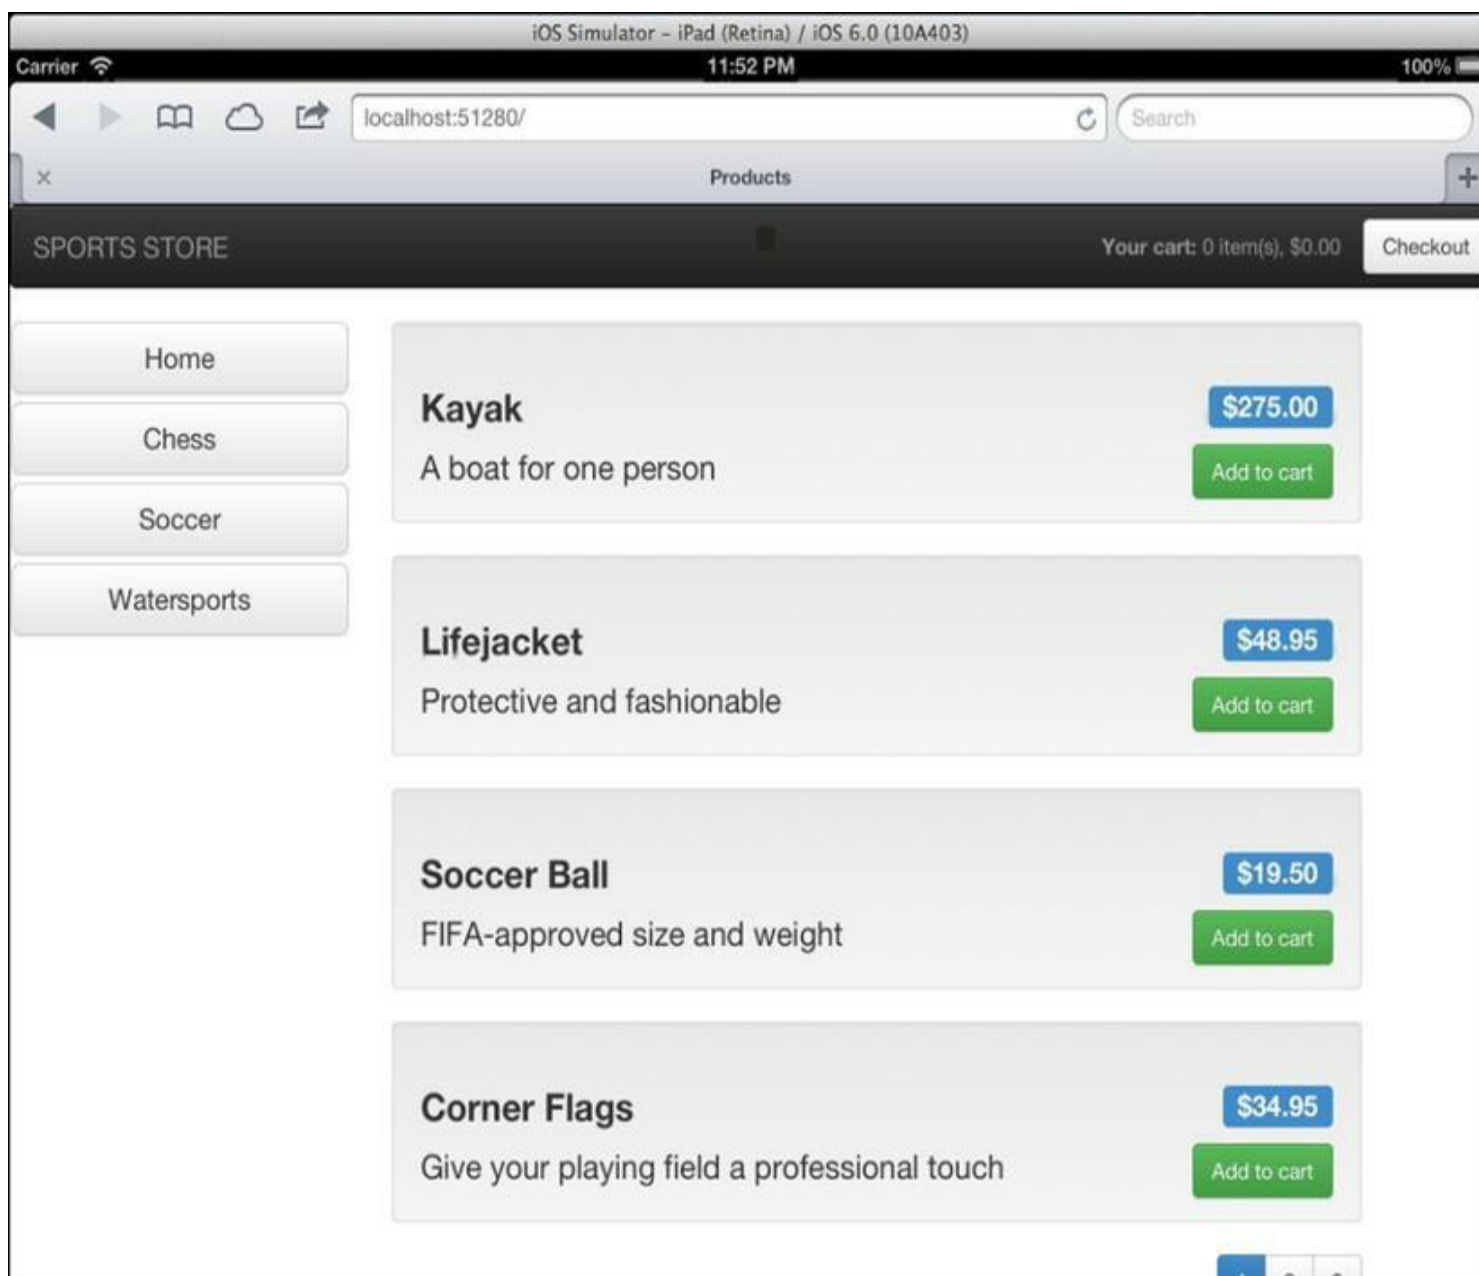 iOS Simulator – iPad (Retina) / iOS 6.0 (10A403)
Carrier 11:52 PM 100%
localhost:51280/ Search
Products
SPORTS STORE Your cart: 0 item(s), $0.00 Checkout
Home
Chess
Soccer
Watersports
Kayak $275.00
A boat for one person Add to cart
Lifejacket $48.95
Protective and fashionable Add to cart
Soccer Ball $19.50
FIFA-approved size and weight Add to cart
Corner Flags $34.95
Give your playing field a professional touch Add to cart